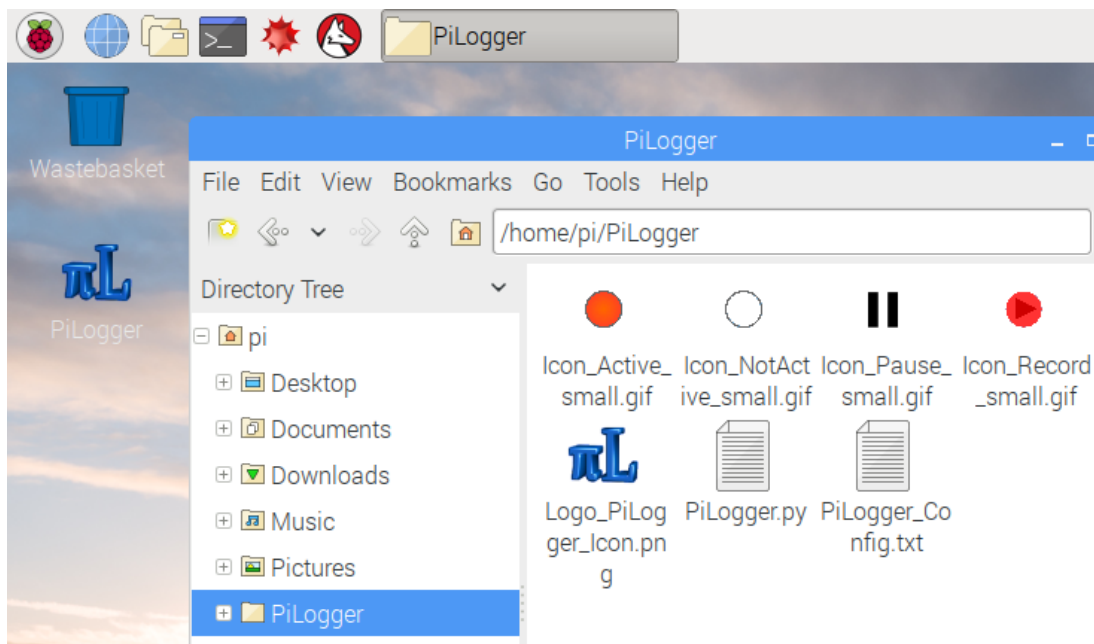 PiLogger
Wastebasket
PiLogger
PiLogger
File Edit View Bookmarks Go Tools Help
/home/pi/PiLogger
Directory Tree
pi
Desktop
Documents
Downloads
Music
Pictures
PiLogger
Icon_Active_
small.gif
Icon_NotAct
ive_small.gif
Icon_Pause_
small.gif
Icon_Record
_small.gif
πL
Logo_PiLog
ger_Icon.pn
g
PiLogger.py
PiLogger_Co
nfig.txt
πL
>_